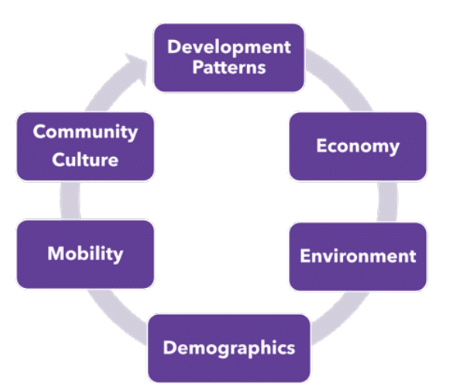 Development
Patterns
Economy
Environment
Demographics
Mobility
Community
Culture